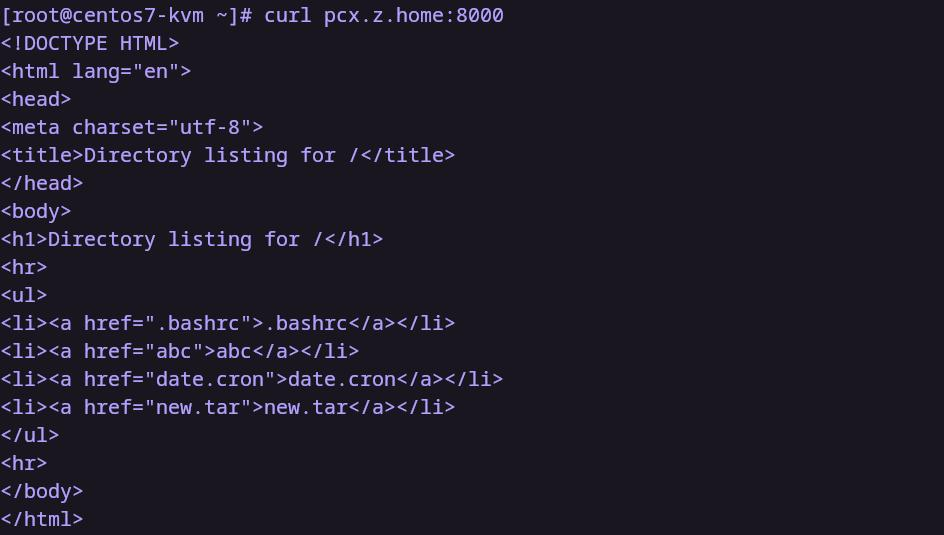 [root@centos7-kvm ~]# curl pcx.z.home:8000
<!DOCTYPE HTML>
<html lang="en">
<head>
<meta charset="utf-8">
<title>Directory listing for /</title>
</head>
<body>
<h1>Directory listing for /</h1>
<hr>
<ul>
<li><a href=".bashrc">.bashrc</a></li>
<li><a href="abc">abc</a></li>
<li><a href="date.cron">date.cron</a></li>
<li><a href="new.tar">new.tar</a></li>
</ul>
<hr>
</body>
</html>